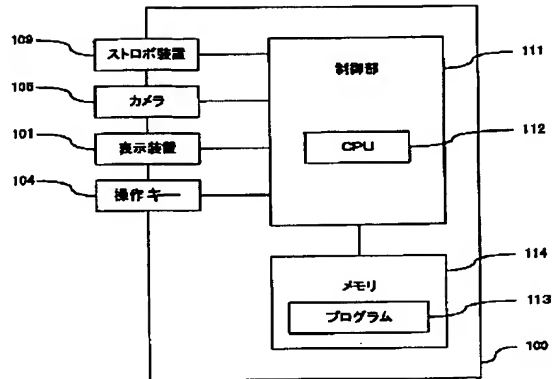 109
ストロボ装置
108
カメラ
101
表示装置
104
操作キー
制御部
111
CPU
112
メモリ
114
プログラム
113
100